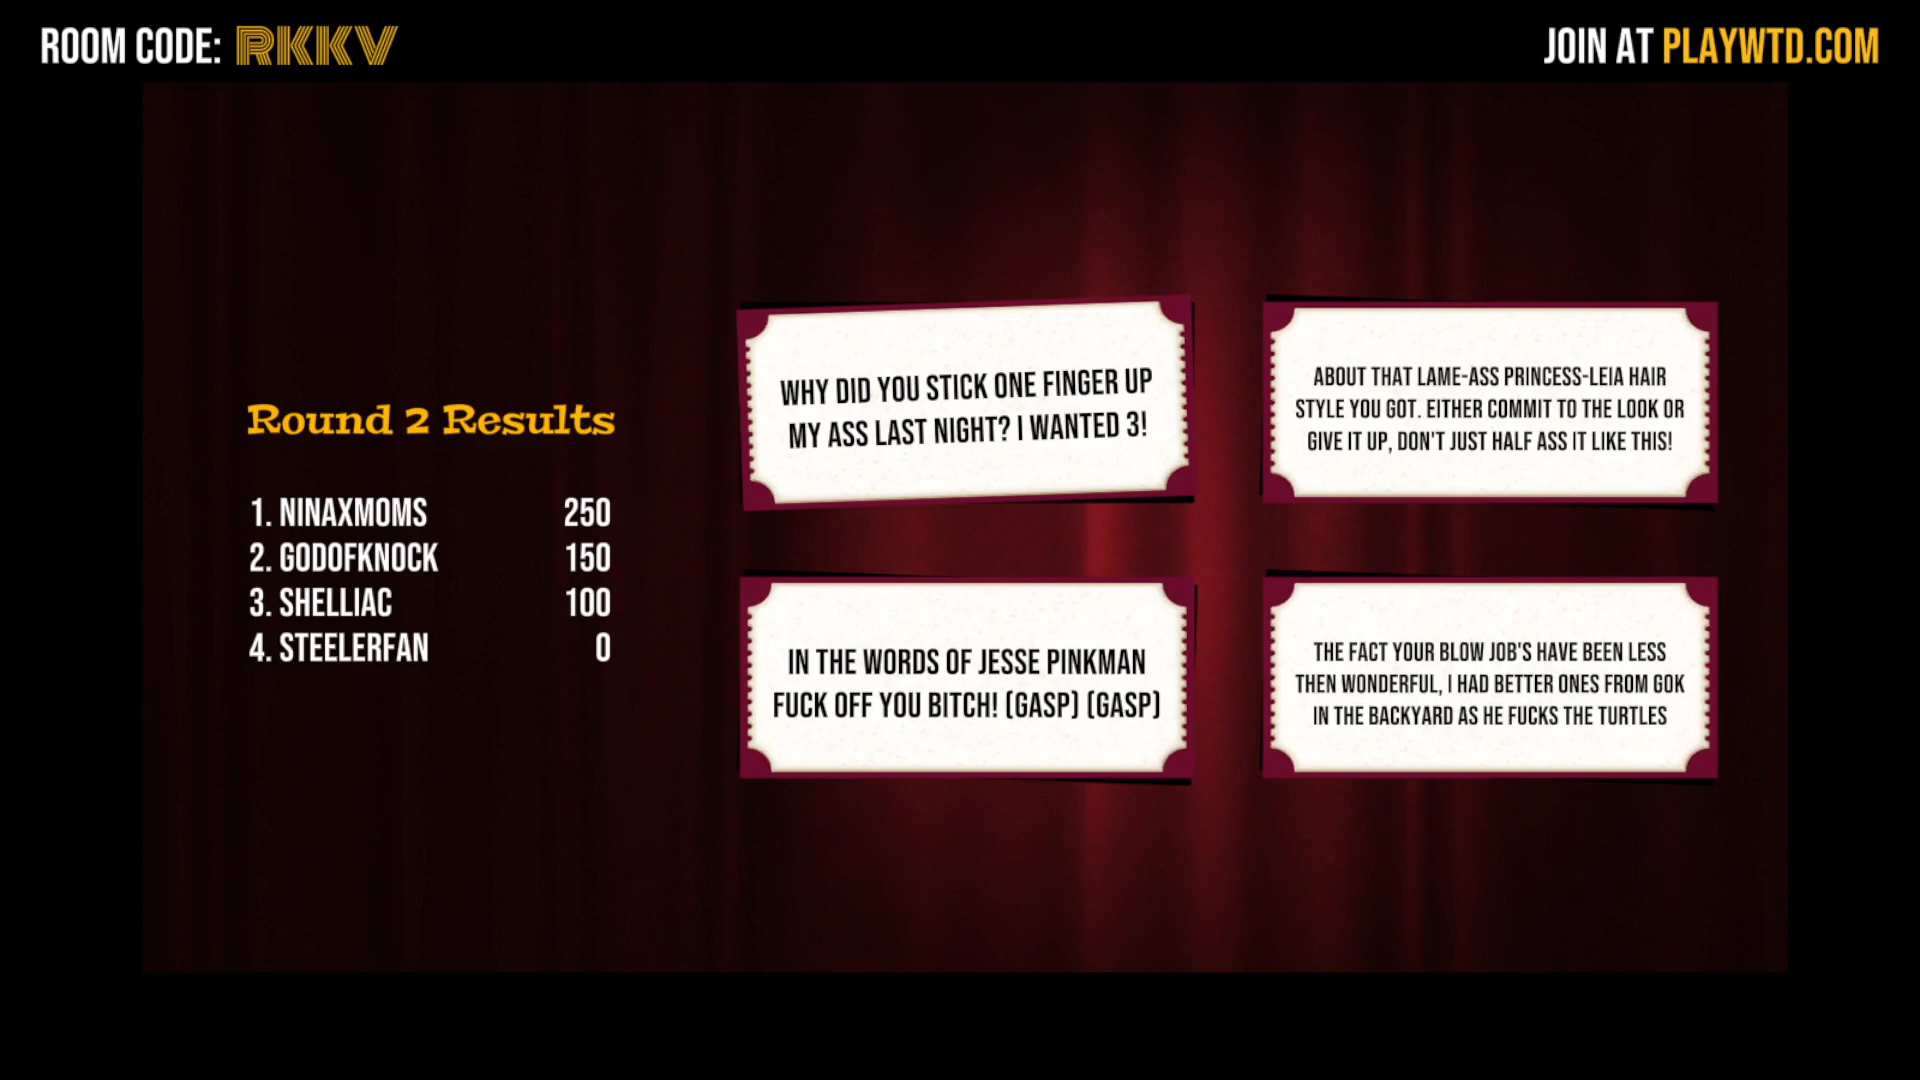 ROOM CODE: RKKV
JOIN AT PLAYWTD.COM
Round 2 Results
1. NINAXMOMS 250
2. GODOFKNOCK 150
3. SHELLIAC 100
4. STEELERFAN 0
WHY DID YOU STICK ONE FINGER UP
MY ASS LAST NIGHT? I WANTED 3!
ABOUT THAT LAME-ASS PRINCESS-LEIA HAIR
STYLE YOU GOT. EITHER COMMIT TO THE LOOK OR
GIVE IT UP, DON'T JUST HALF ASS IT LIKE THIS!
IN THE WORDS OF JESSE PINKMAN
FUCK OFF YOU BITCH! (GASP) (GASP)
THE FACT YOUR BLOW JOB'S HAVE BEEN LESS
THEN WONDERFUL, I HAD BETTER ONES FROM GOK
IN THE BACKYARD AS HE FUCKS THE TURTLES